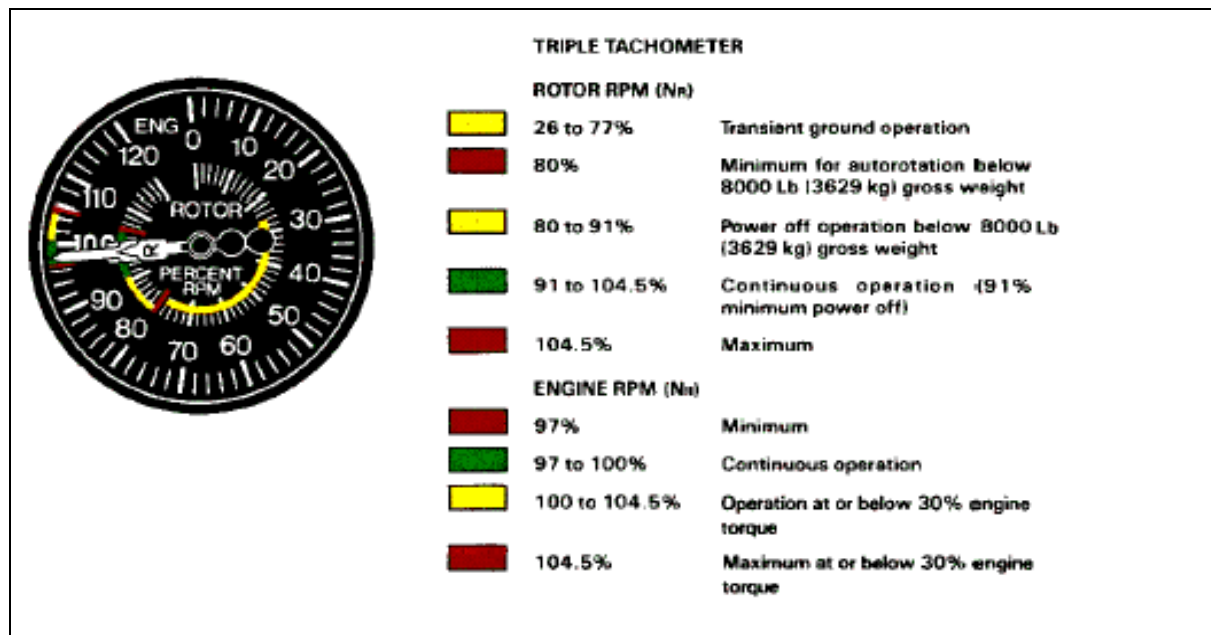 TRIPLE TACHOMETER
ROTOR RPM (NR)
26 to 77% Transient ground operation
80% Minimum for autorotation below
8000 Lb (3629 kg) gross weight
80 to 91% Power off operation below 8000 Lb
(3629 kg) gross weight
91 to 104.5% Continuous operation (91%
minimum power off)
104.5% Maximum
ENGINE RPM (NII)
97% Minimum
97 to 100% Continuous operation
100 to 104.5% Operation at or below 30% engine
torque
104.5% Maximum at or below 30% engine
torque
ENG
0
10
20
30
40
50
60
70
80
90
100
110
120
ROTOR
R
PERCENT
RPM